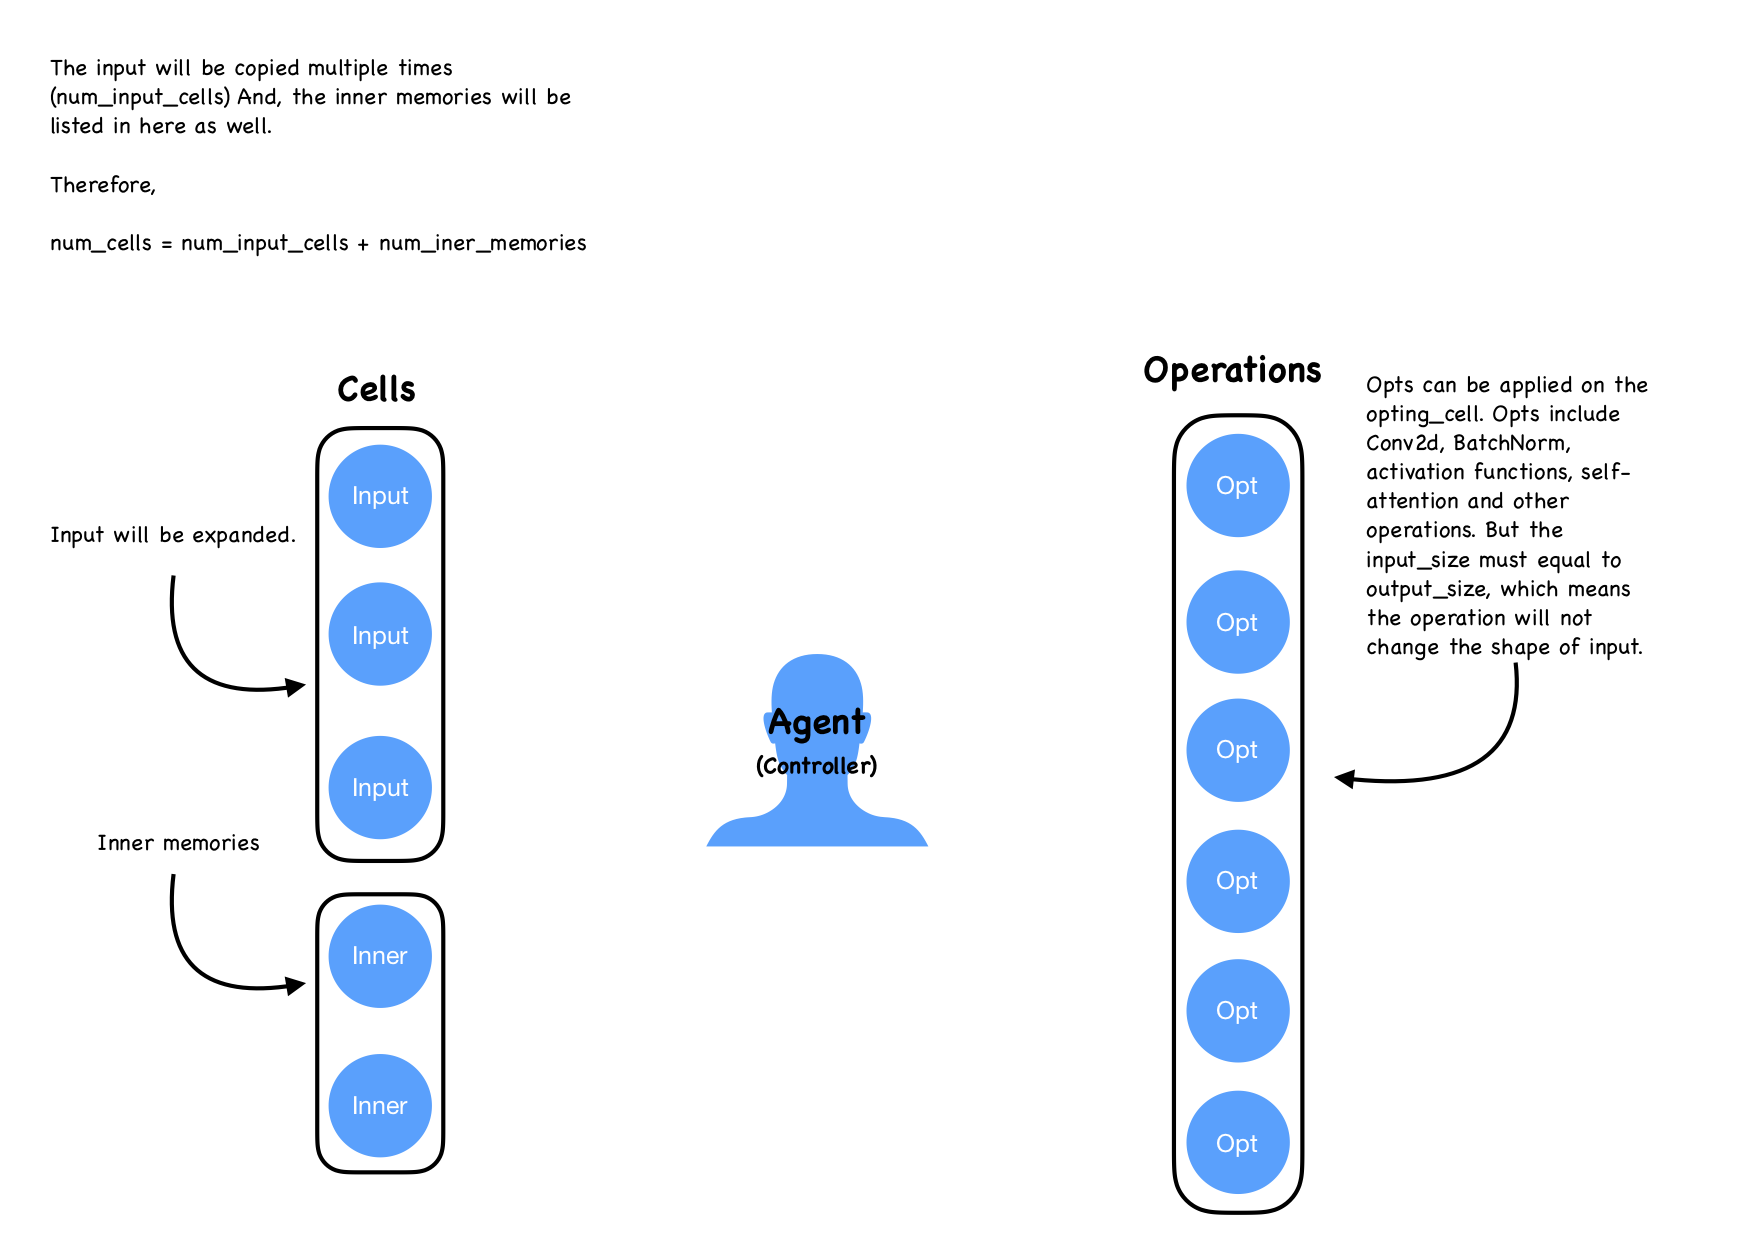 The input will be copied multiple times
(num_input_cells) And, the inner memories will be
listed in here as well.
Therefore,
num_cells = num_input_cells + num_iner_memories
Cells
Input
Input
Input
Input will be expanded.
Inner memories
Inner
Inner
Agent
(Controller)
Operations
Opt
Opt
Opt
Opt
Opt
Opt
Opts can be applied on the
opting_cell. Opts include
Conv2d, BatchNorm,
activation functions, self-
attention and other
operations. But the
input_size must equal to
output_size, which means
the operation will not
change the shape of input.